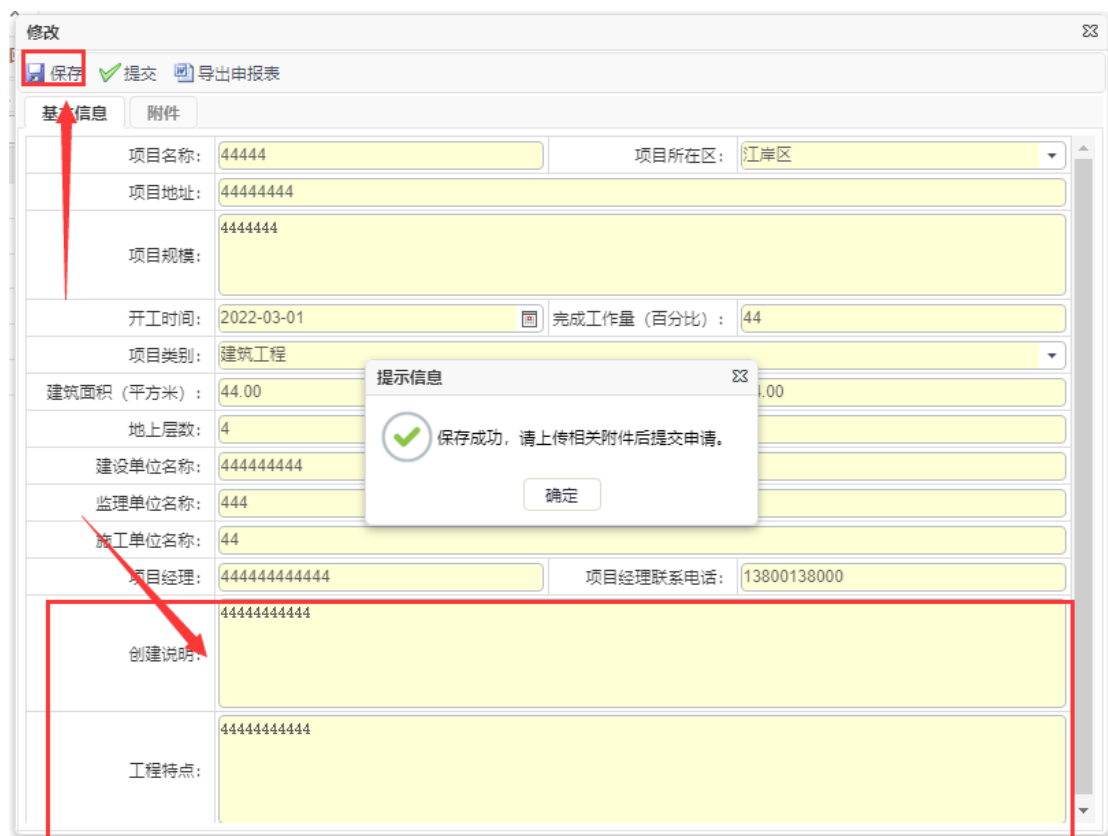 修改
保存 提交 导出申报表
基本信息 附件
项目名称： 44444 项目所在区： 江岸区
项目地址： 44444444
项目规模： 4444444
开工时间： 2022-03-01 完成工作量（百分比）： 44
项目类别： 建筑工程
建筑面积（平方米）： 44.00 .00
地上层数： 4
建设单位名称： 444444444
监理单位名称： 444
施工单位名称： 44
项目经理： 444444444444 项目经理联系电话： 13800138000
创建说明： 44444444444
工程特点： 44444444444
提示信息
保存成功，请上传相关附件后提交申请。
确定